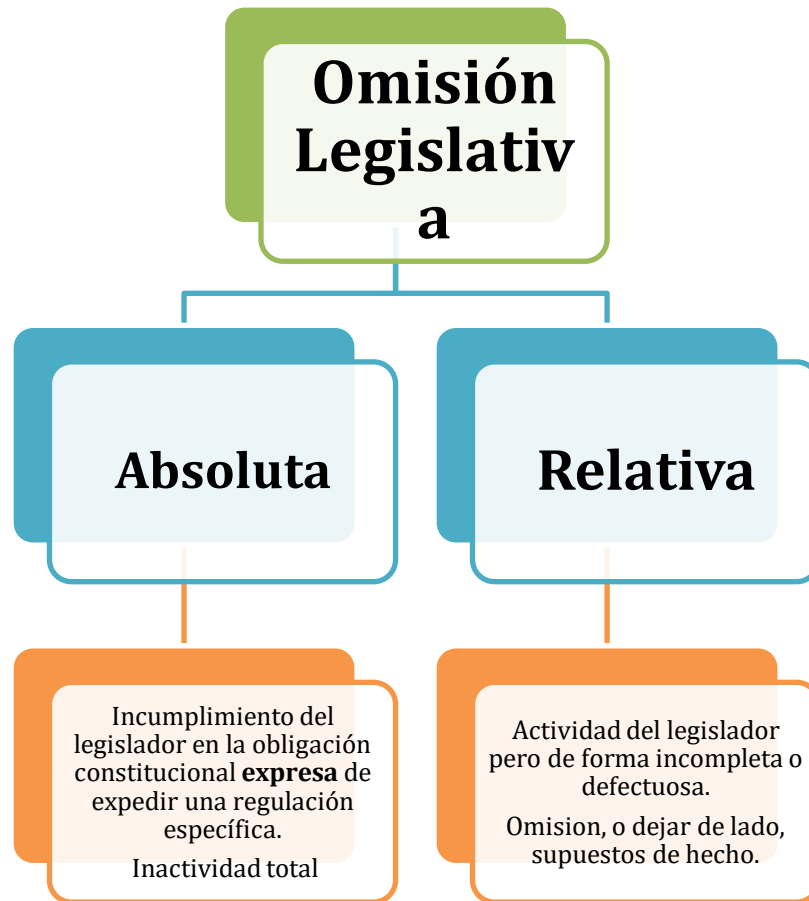 Omisión
Legislativ
a
Absoluta
Relativa
Incumplimiento del
legislador en la obligación
constitucional expresa de
expedir una regulación
específica.
Inactividad total
Actividad del legislador
pero de forma incompleta o
defectuosa.
Omision, o dejar de lado,
supuestos de hecho.